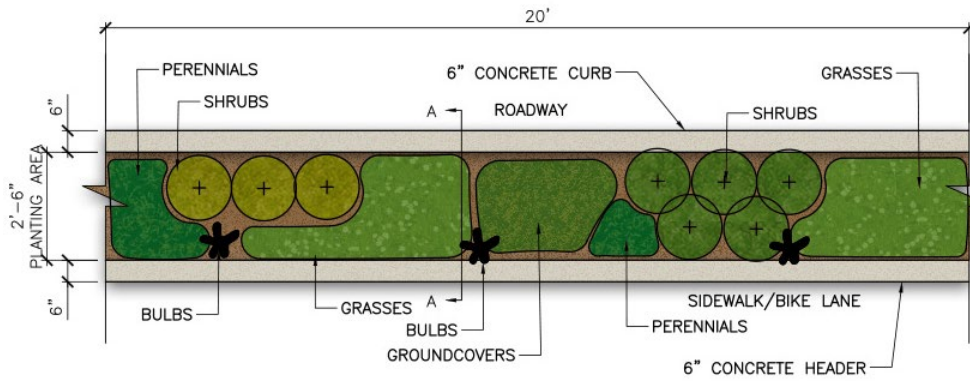 20'
PERENNIALS
6" CONCRETE CURB
GRASSES
SHRUBS
A
ROADWAY
SHRUBS
6"
2'-6"
PLANTING AREA
6"
BULBS
GRASSES
A
BULBS
SIDEWALK/BIKE LANE
PERENNIALS
GROUNDCOVERS
6" CONCRETE HEADER